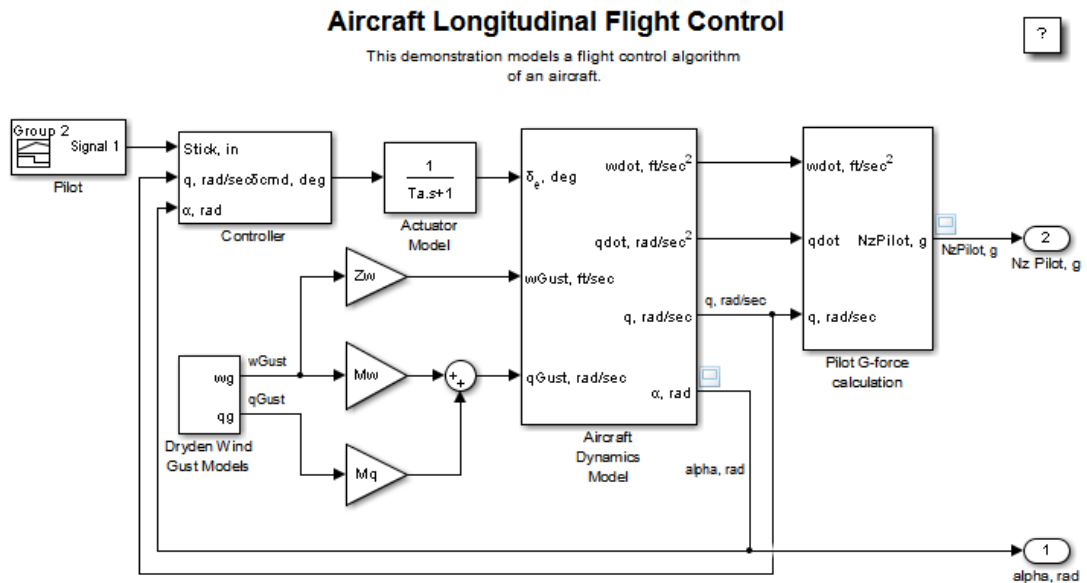 Aircraft Longitudinal Flight Control
?
This demonstration models a flight control algorithm
of an aircraft.
Group 2
Signal 1
Pilot
Stick, in
q, rad/secδcmd, deg
α, rad
Controller
1
Ta.s+1
Actuator
Model
δe, deg
wdot, ft/sec²
qdot, rad/sec²
wGust, ft/sec
q, rad/sec
qGust, rad/sec
α, rad
Aircraft
Dynamics
Model
q, rad/sec
alpha, rad
wdot, ft/sec²
qdot
NzPilot, g
q, rad/sec
Pilot G-force
calculation
NzPilot, g
2
Nz Pilot, g
Zw
Mw
Mq
+
+
wGust
wg
qGust
qg
Dryden Wind
Gust Models
1
alpha, rad